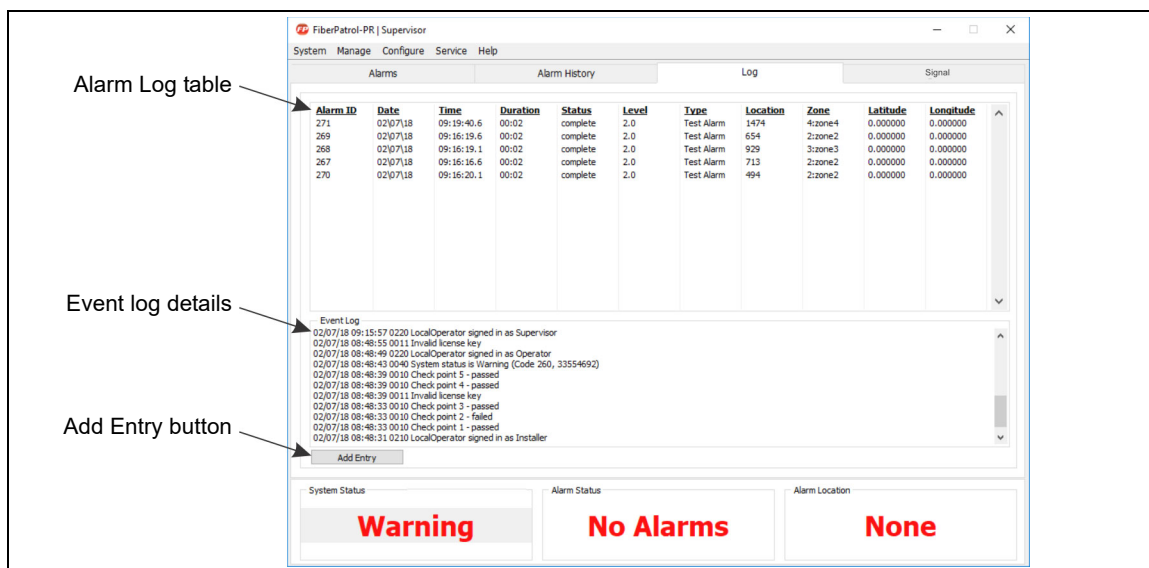 FP FiberPatrol-PR | Supervisor
System Manage Configure Service Help
Alarms Alarm History Log Signal
Alarm Log table
Alarm ID Date Time Duration Status Level Type Location Zone Latitude Longitude
271 02\07\18 09:19:40.6 00:02 complete 2.0 Test Alarm 1474 4:zone4 0.000000 0.000000
269 02\07\18 09:16:19.6 00:02 complete 2.0 Test Alarm 654 2:zone2 0.000000 0.000000
268 02\07\18 09:16:19.1 00:02 complete 2.0 Test Alarm 929 3:zone3 0.000000 0.000000
267 02\07\18 09:16:16.6 00:02 complete 2.0 Test Alarm 713 2:zone2 0.000000 0.000000
270 02\07\18 09:16:20.1 00:02 complete 2.0 Test Alarm 494 2:zone2 0.000000 0.000000
Event log details
Event Log
02/07/18 09:15:57 0220 LocalOperator signed in as Supervisor
02/07/18 08:48:55 0011 Invalid license key
02/07/18 08:48:49 0220 LocalOperator signed in as Operator
02/07/18 08:48:43 0040 System status is Warning (Code 260, 33554692)
02/07/18 08:48:39 0010 Check point 5 - passed
02/07/18 08:48:39 0010 Check point 4 - passed
02/07/18 08:48:39 0011 Invalid license key
02/07/18 08:48:33 0010 Check point 3 - passed
02/07/18 08:48:33 0010 Check point 2 - failed
02/07/18 08:48:33 0010 Check point 1 - passed
02/07/18 08:48:31 0210 LocalOperator signed in as Installer
Add Entry button
Add Entry
System Status Alarm Status Alarm Location
Warning No Alarms None